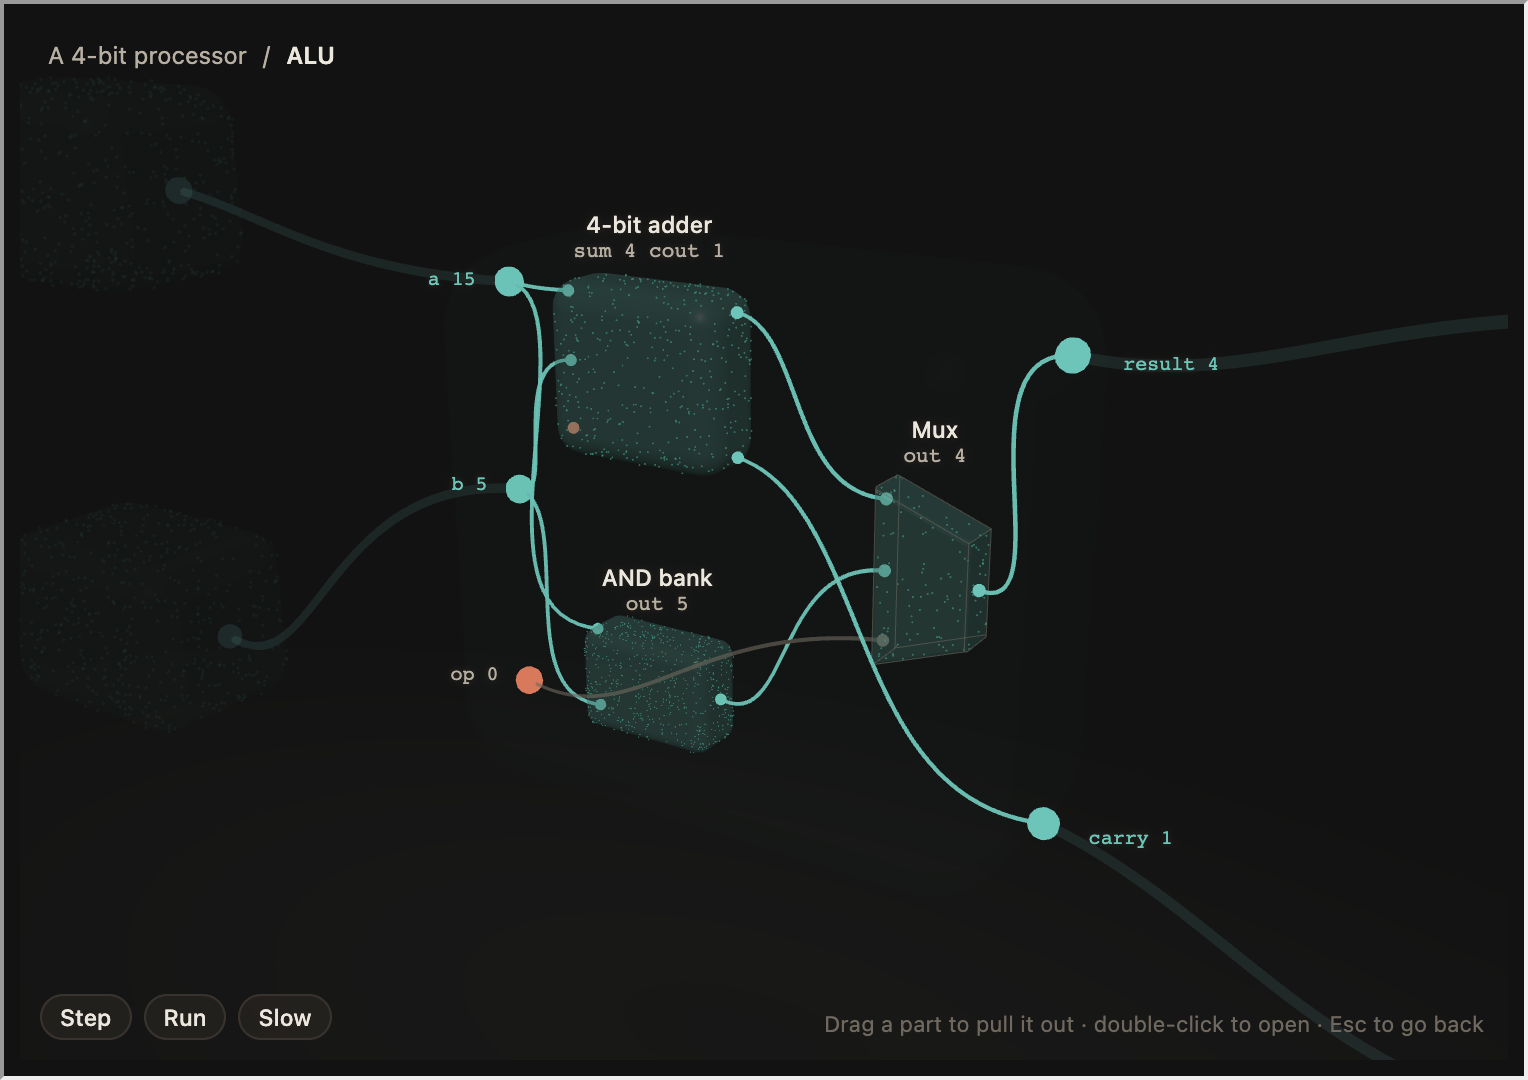 A 4-bit processor / ALU
4-bit adder
sum 4 cout 1
a 15
result 4
Mux
out 4
b 5
AND bank
out 5
op 0
carry 1
Step
Run
Slow
Drag a part to pull it out · double-click to open · Esc to go back